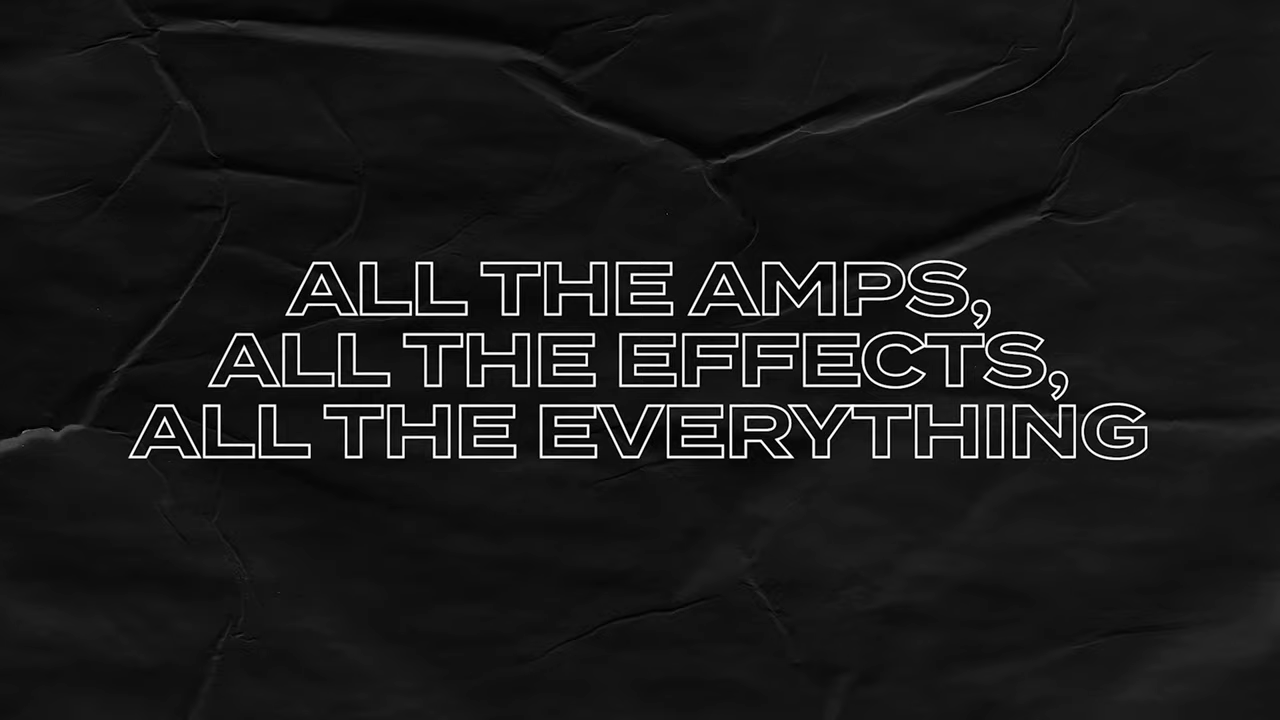 ALL THE AMPS,
ALL THE EFFECTS,
ALL THE EVERYTHING